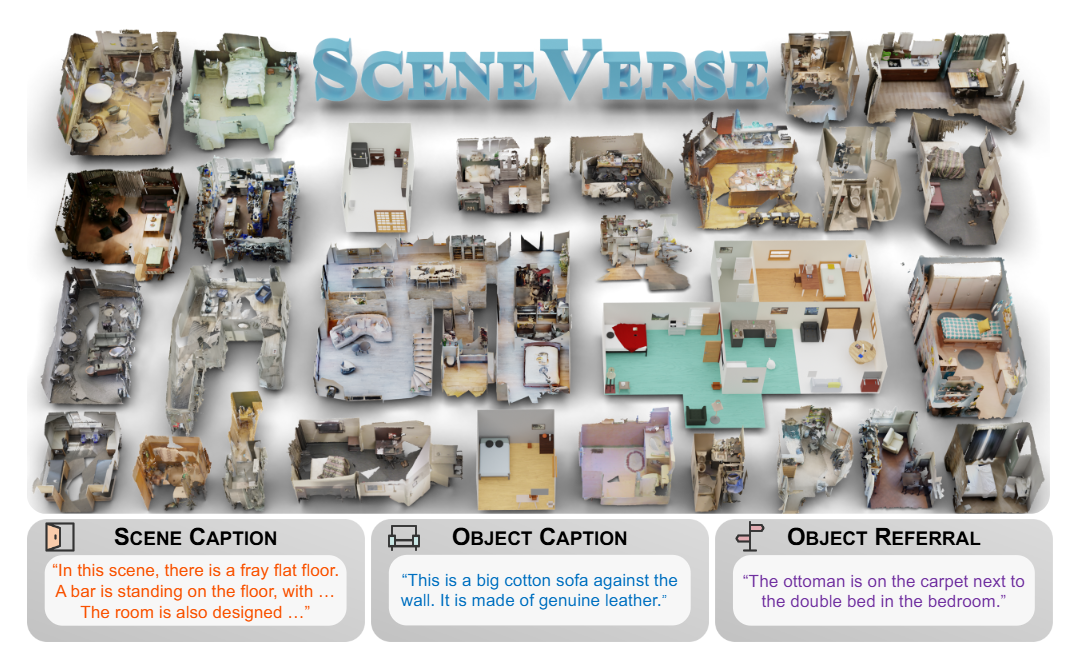 SCENEVERSE
SCENE CAPTION
“In this scene, there is a fray flat floor.
A bar is standing on the floor, with …
The room is also designed …”
OBJECT CAPTION
“This is a big cotton sofa against the
wall. It is made of genuine leather.”
OBJECT REFERRAL
“The ottoman is on the carpet next to
the double bed in the bedroom.”